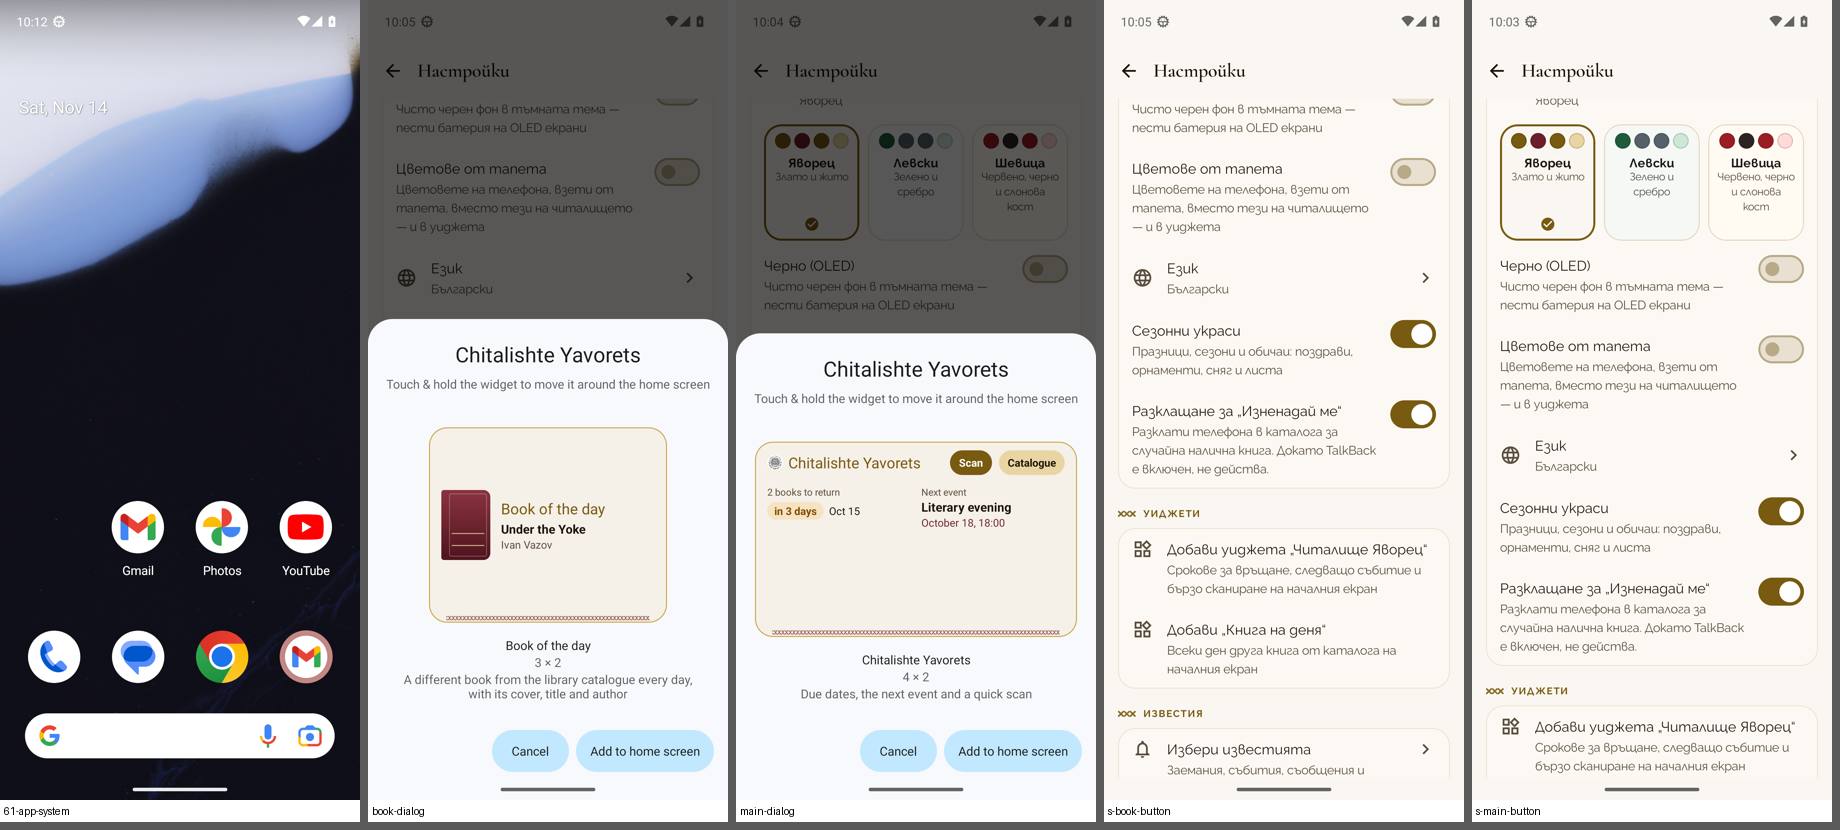 10:12
Sat, Nov 14
Gmail
Photos
YouTube
61-app-system
10:05
Настройки
Чисто черен фон в тъмната тема —
пести батерия на OLED екрани
Цветове от тапета
Цветовете на телефона, взети от
тапета, вместо тези на читалището
— и в уиджета
Език
Български
Chitalishte Yavorets
Touch & hold the widget to move it around the home screen
Book of the day
Under the Yoke
Ivan Vazov
Book of the day
3 × 2
A different book from the library catalogue every day,
with its cover, title and author
Cancel
Add to home screen
book-dialog
10:04
Настройки
Яворец
Яворец
Злато и жито
Левски
Зелено и
сребро
Шевица
Червено, черно
и слонова
кост
Черно (OLED)
Чисто черен фон в тъмната тема —
пести батерия на OLED екрани
Chitalishte Yavorets
Touch & hold the widget to move it around the home screen
Chitalishte Yavorets
Scan
Catalogue
2 books to return
in 3 days Oct 15
Next event
Literary evening
October 18, 18:00
Chitalishte Yavorets
4 × 2
Due dates, the next event and a quick scan
Cancel
Add to home screen
main-dialog
10:05
Настройки
Чисто черен фон в тъмната тема —
пести батерия на OLED екрани
Цветове от тапета
Цветовете на телефона, взети от
тапета, вместо тези на читалището
— и в уиджета
Език
Български
Сезонни украси
Празници, сезони и обичаи: поздрави,
орнаменти, сняг и листа
Разклащане за „Изненадай ме“
Разклати телефона в каталога за
случайна налична книга. Докато TalkBack
е включен, не действа.
УИДЖЕТИ
Добави уиджета „Читалище Яворец“
Срокове за връщане, следващо събитие и
бързо сканиране на началния екран
Добави „Книга на деня“
Всеки ден друга книга от каталога на
началния екран
ИЗВЕСТИЯ
Избери известията
Заемания, събития, съобщения и
s-book-button
10:03
Настройки
Яворец
Яворец
Злато и жито
Левски
Зелено и
сребро
Шевица
Червено, черно
и слонова
кост
Черно (OLED)
Чисто черен фон в тъмната тема —
пести батерия на OLED екрани
Цветове от тапета
Цветовете на телефона, взети от
тапета, вместо тези на читалището
— и в уиджета
Език
Български
Сезонни украси
Празници, сезони и обичаи: поздрави,
орнаменти, сняг и листа
Разклащане за „Изненадай ме“
Разклати телефона в каталога за
случайна налична книга. Докато TalkBack
е включен, не действа.
УИДЖЕТИ
Добави уиджета „Читалище Яворец“
Срокове за връщане, следващо събитие и
бързо сканиране на началния екран
s-main-button